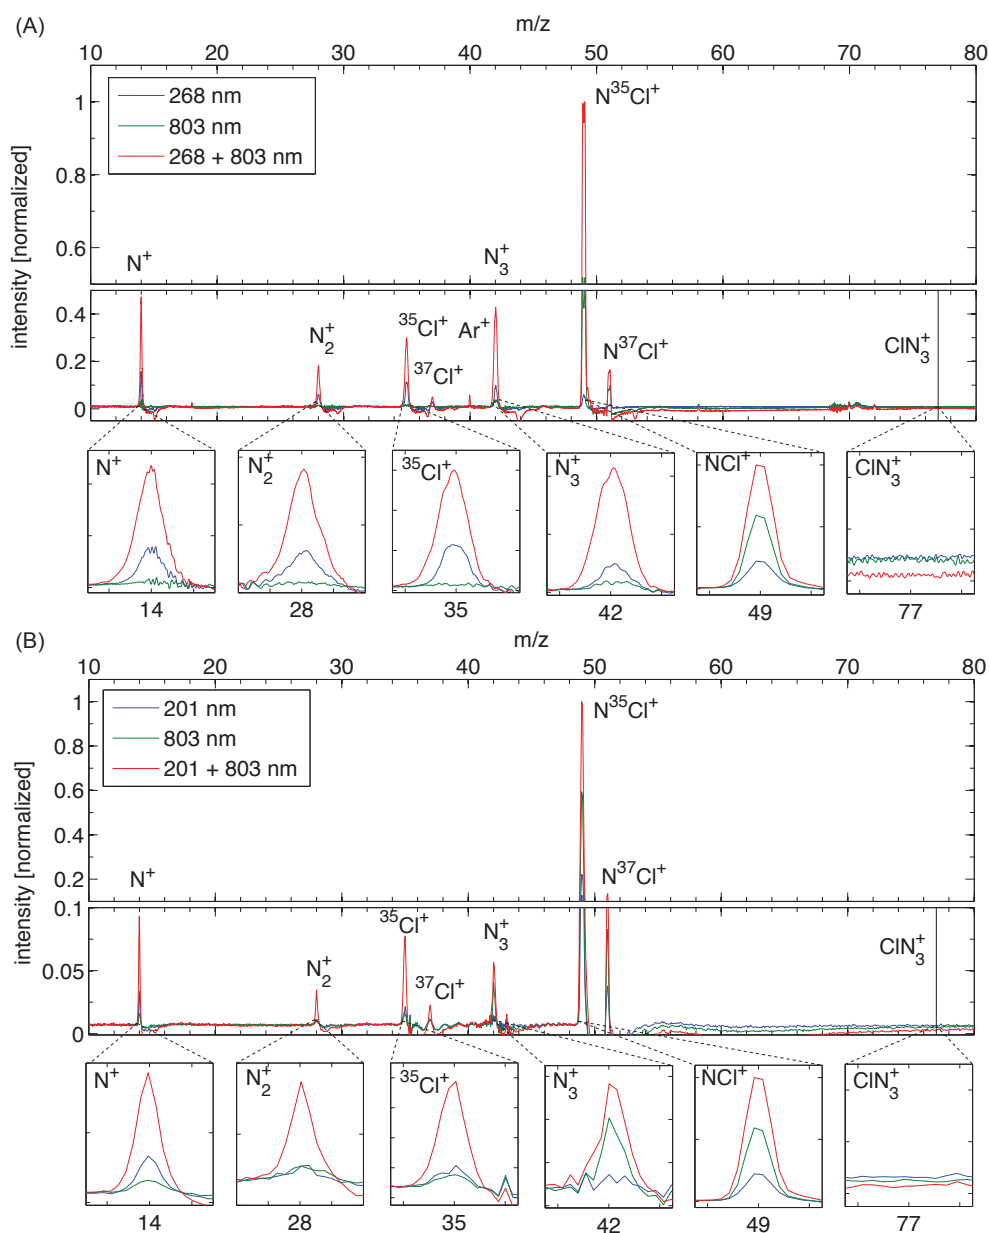 (A)
m/z
10 20 30 40 50 60 70 80
268 nm
803 nm
268 + 803 nm
N³⁵Cl⁺
1
0.8
0.6
intensity [normalized]
N⁺
N₃⁺
0.4
0.2
0
N₂⁺
³⁵Cl⁺
Ar⁺
³⁷Cl⁺
N³⁷Cl⁺
ClN₃⁺
N⁺
N₂⁺
³⁵Cl⁺
N₃⁺
NCl⁺
ClN₃⁺
14 28 35 42 49 77
(B)
m/z
10 20 30 40 50 60 70 80
201 nm
803 nm
201 + 803 nm
N³⁵Cl⁺
1
0.8
0.6
0.4
0.2
intensity [normalized]
N⁺
N³⁷Cl⁺
0.1
0.05
0
N₂⁺
³⁵Cl⁺
³⁷Cl⁺
N₃⁺
ClN₃⁺
N⁺
N₂⁺
³⁵Cl⁺
N₃⁺
NCl⁺
ClN₃⁺
14 28 35 42 49 77